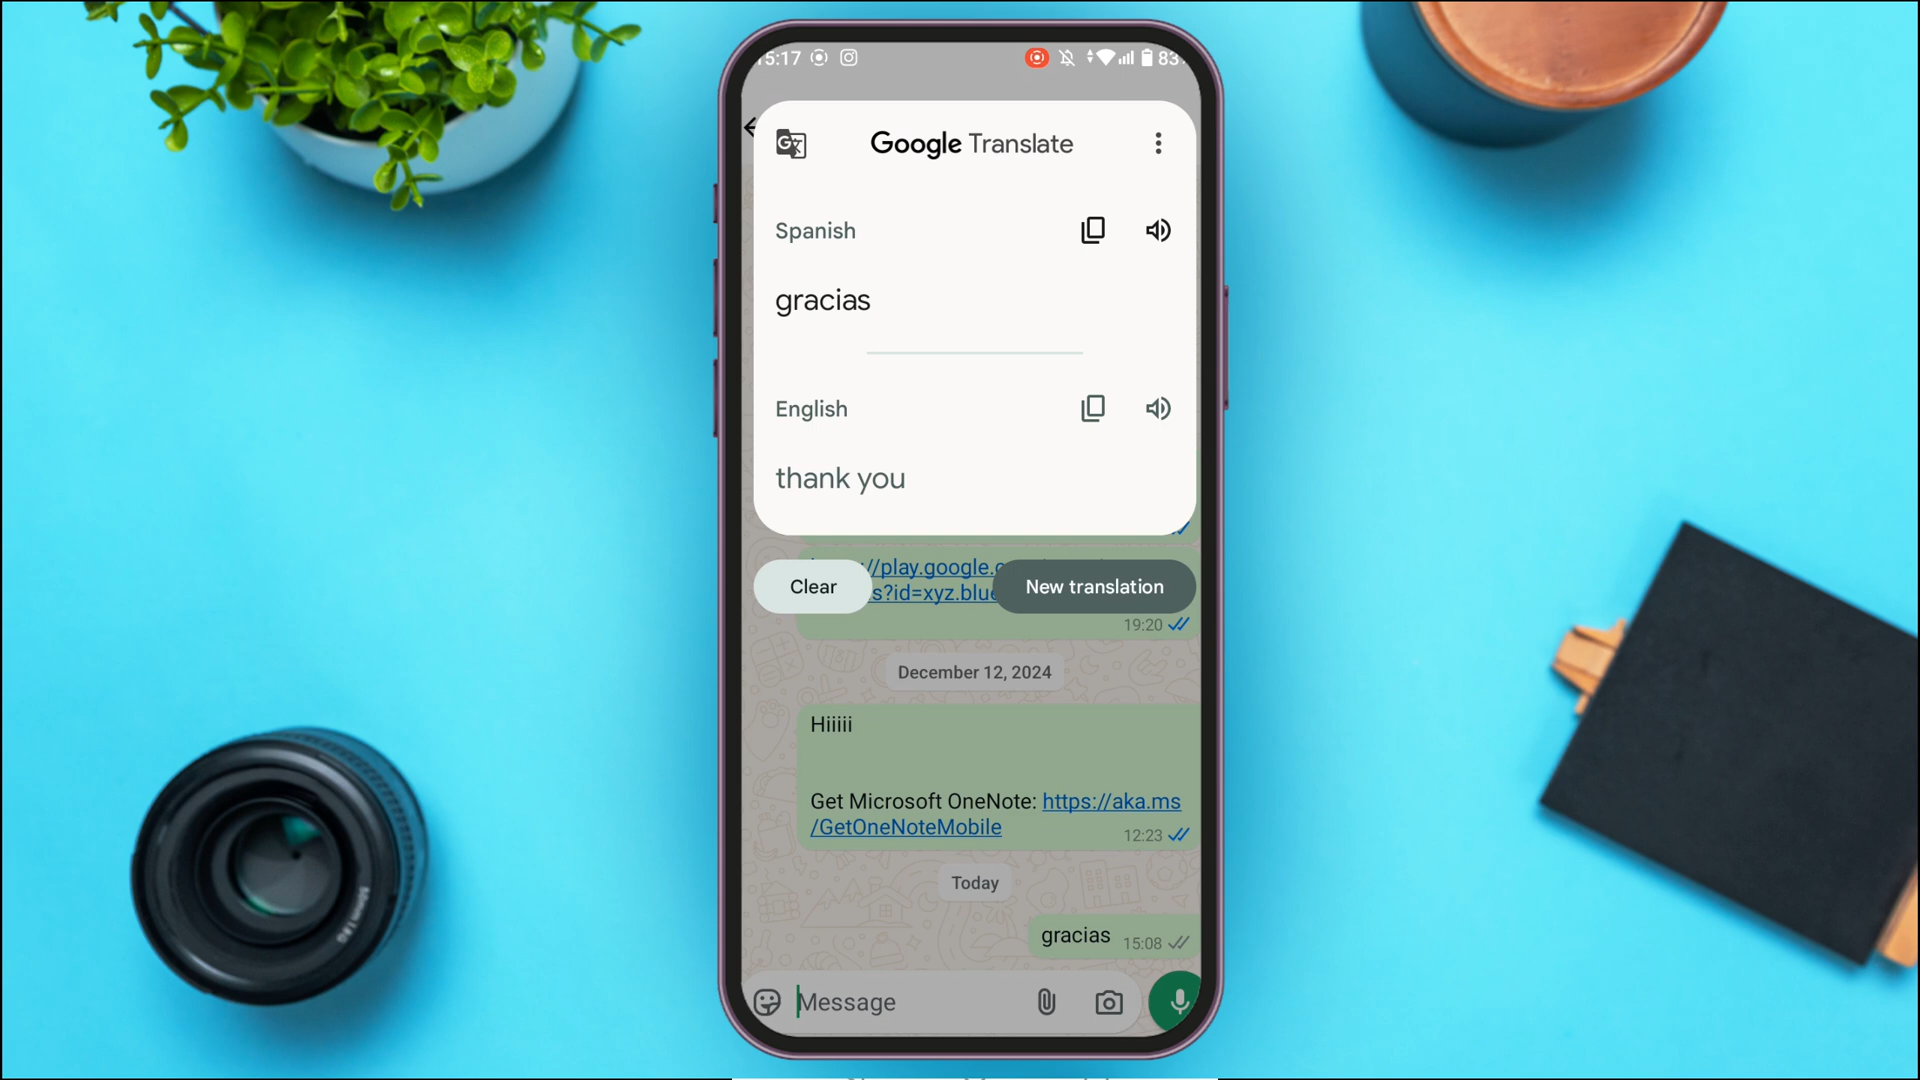 5:17
83
Google Translate
Spanish
gracias
English
thank you
//play.google.c
s?id=xyz.blue
Clear
New translation
19:20
December 12, 2024
Hiiiii
Get Microsoft OneNote: https://aka.ms
/GetOneNoteMobile
12:23
Today
gracias 15:08
Message